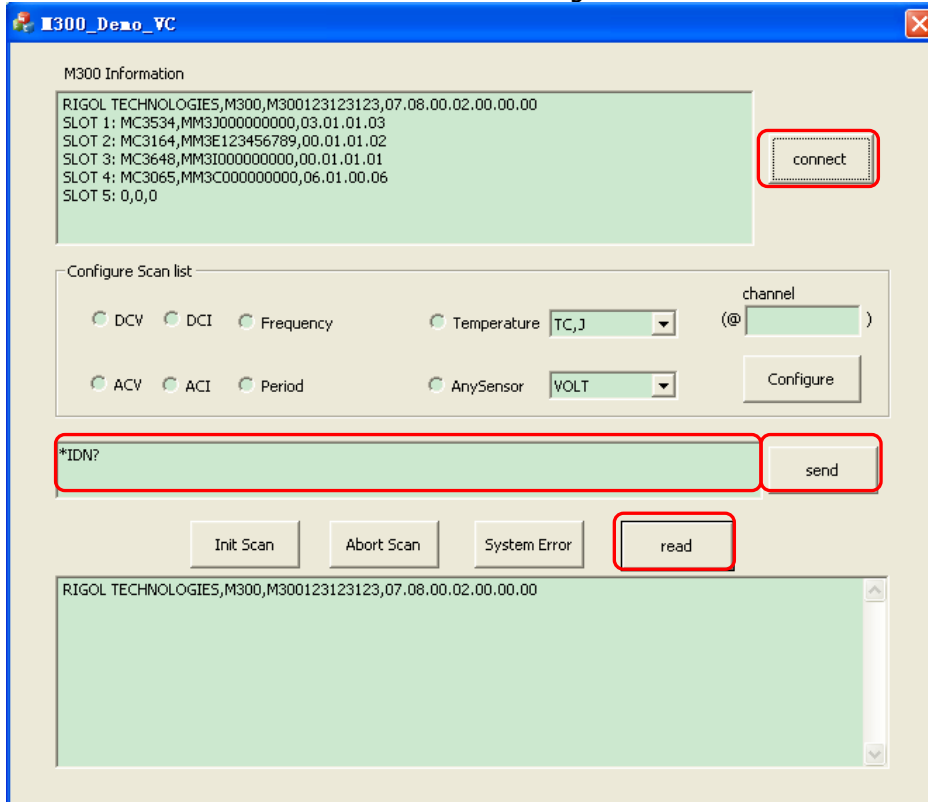 M300_Demo_VC
M300 Information
RIGOL TECHNOLOGIES,M300,M300123123123,07.08.00.02.00.00.00
SLOT 1: MC3534,MM3J000000000,03.01.01.03
SLOT 2: MC3164,MM3E123456789,00.01.01.02
SLOT 3: MC3648,MM3I000000000,00.01.01.01
SLOT 4: MC3065,MM3C000000000,06.01.00.06
SLOT 5: 0,0,0
connect
Configure Scan list
channel
DCV DCI Frequency Temperature TC,J (@ )
ACV ACI Period AnySensor VOLT Configure
*IDN?
send
Init Scan Abort Scan System Error read
RIGOL TECHNOLOGIES,M300,M300123123123,07.08.00.02.00.00.00